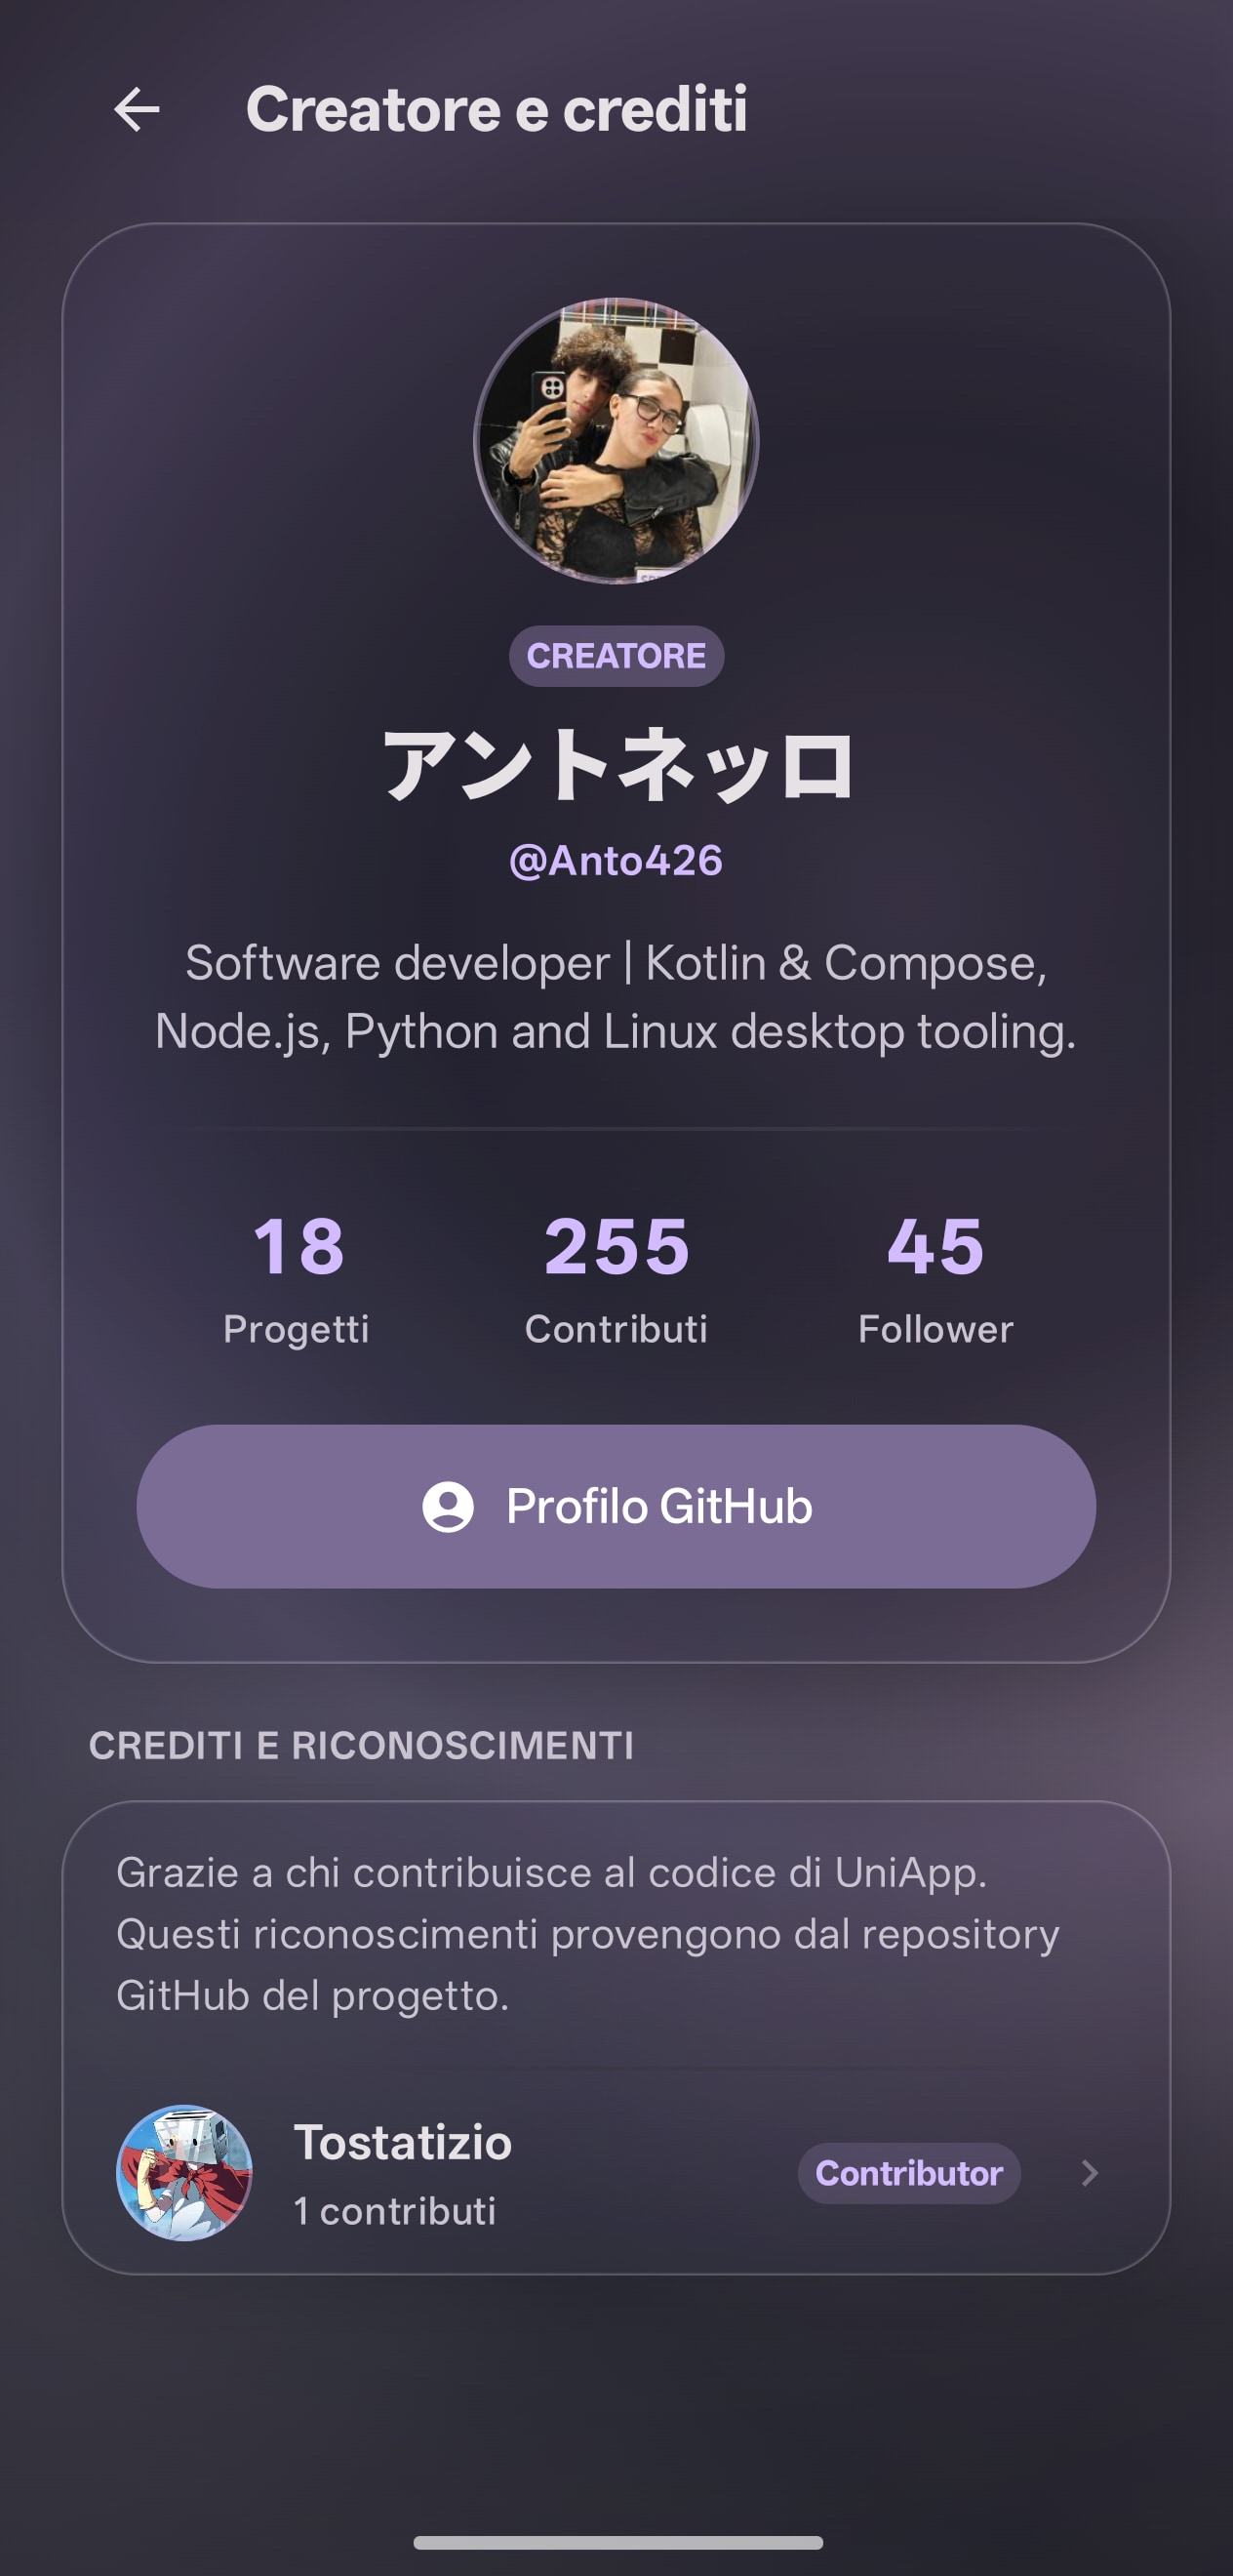 Creatore e crediti
CREATORE
アントネッロ
@Anto426
Software developer | Kotlin & Compose,
Node.js, Python and Linux desktop tooling.
18 255 45
Progetti Contributi Follower
Profilo GitHub
CREDITI E RICONOSCIMENTI
Grazie a chi contribuisce al codice di UniApp.
Questi riconoscimenti provengono dal repository
GitHub del progetto.
Tostatizio
Contributor
1 contributi